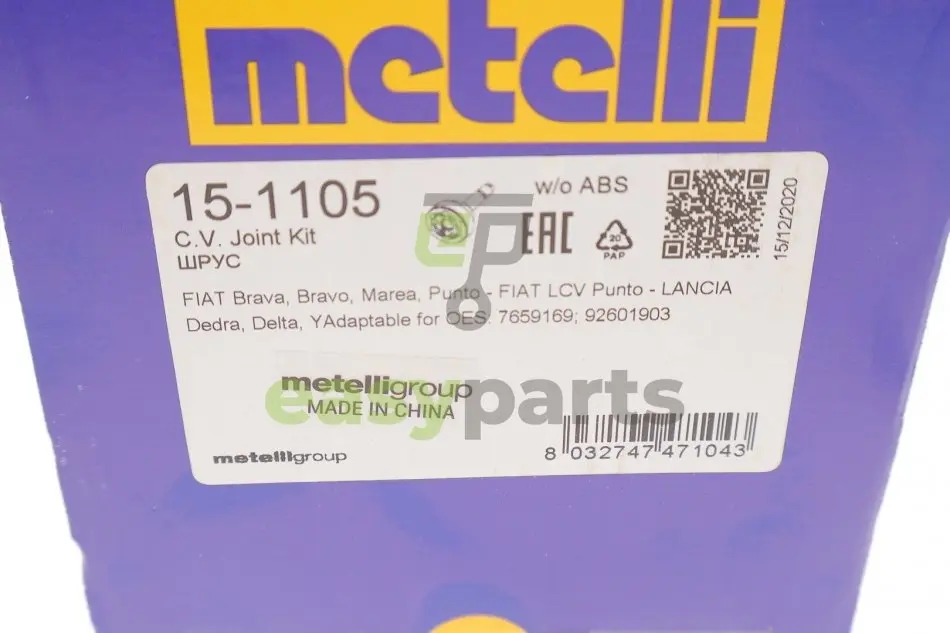 metelli
15-1105
w/o ABS
C.V. Joint Kit
ШРУС
EAC
20
PAP
15/12/2020
FIAT Brava, Bravo, Marea, Punto - FIAT LCV Punto - LANCIA
Dedra, Delta, YAdaptable for OES: 7659169; 92601903
metelligroup
MADE IN CHINA
easyparts
metelligroup
8 032747 471043